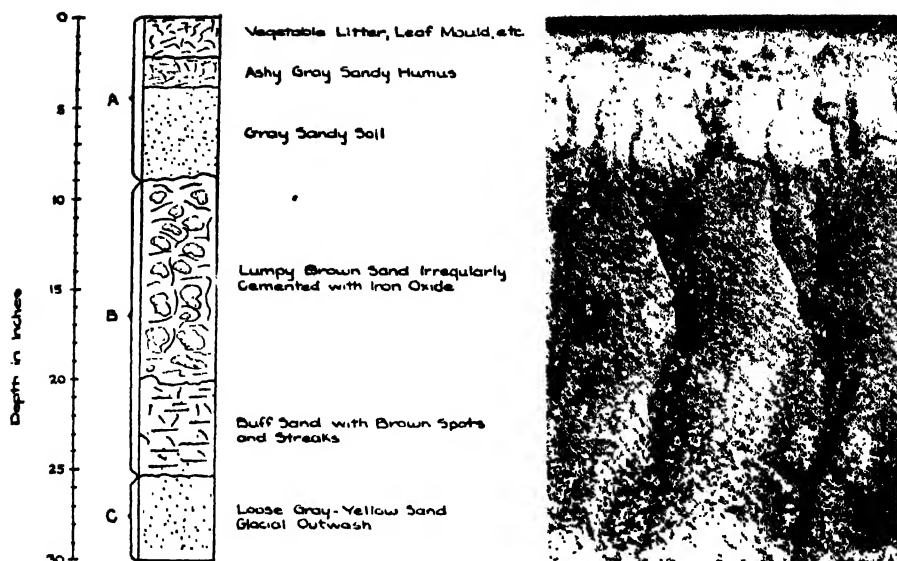 0
Vegetable Litter, Leaf Mould, etc.
Ashy Gray Sandy Humus
A
5
Gray Sandy Soil
10
Lumpy Brown Sand Irregularly
Cemented with Iron Oxide
15
B
Depth in Inches
20
Buff Sand with Brown Spots
and Streaks
25
C
Loose Gray-Yellow Sand
Glacial Outwash
30